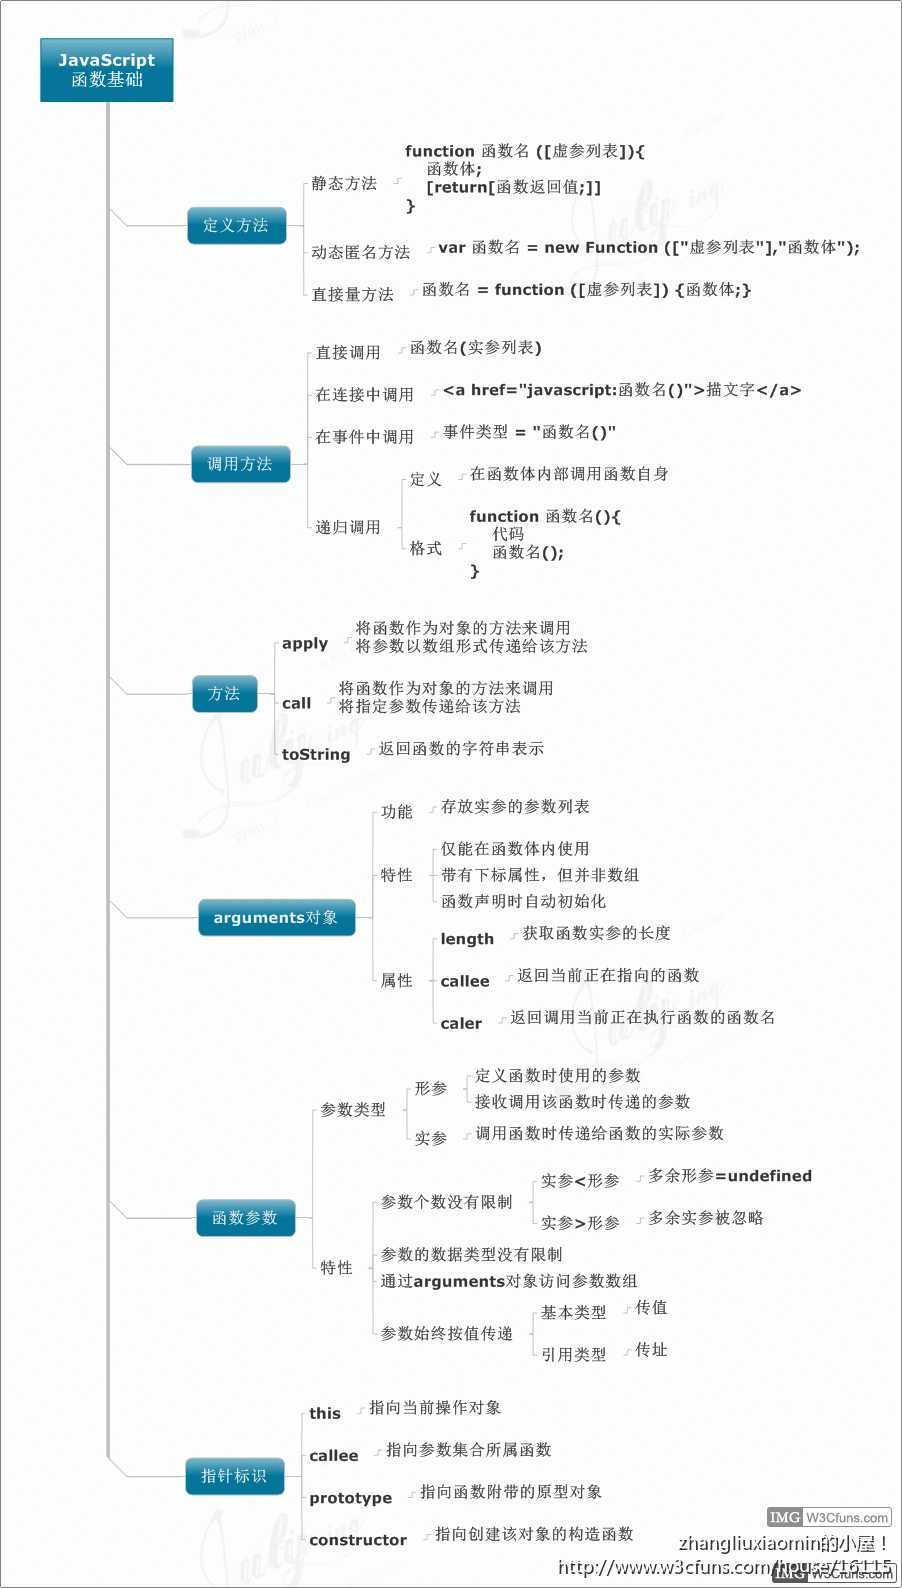 JavaScript
函数基础
定义方法
静态方法
function 函数名 ([虚参列表]){
函数体;
[return[函数返回值;]]
}
动态匿名方法
var 函数名 = new Function (["虚参列表"],"函数体");
直接量方法
函数名 = function ([虚参列表]) {函数体;}
调用方法
直接调用
函数名(实参列表)
在连接中调用
<a href="javascript:函数名()">描文字</a>
在事件中调用
事件类型 = "函数名()"
递归调用
定义
在函数体内部调用函数自身
格式
function 函数名(){
代码
函数名();
}
方法
apply
将函数作为对象的方法来调用
将参数以数组形式传递给该方法
call
将函数作为对象的方法来调用
将指定参数传递给该方法
toString
返回函数的字符串表示
arguments对象
功能
存放实参的参数列表
特性
仅能在函数体内使用
带有下标属性，但并非数组
函数声明时自动初始化
属性
length
获取函数实参的长度
callee
返回当前正在指向的函数
caler
返回调用当前正在执行函数的函数名
函数参数
参数类型
形参
定义函数时使用的参数
接收调用该函数时传递的参数
实参
调用函数时传递给函数的实际参数
特性
参数个数没有限制
实参<形参
多余形参=undefined
实参>形参
多余实参被忽略
参数的数据类型没有限制
通过arguments对象访问参数数组
参数始终按值传递
基本类型
传值
引用类型
传址
指针标识
this
指向当前操作对象
callee
指向参数集合所属函数
prototype
指向函数附带的原型对象
constructor
指向创建该对象的构造函数
IMG W3Cfuns.com
zhangliuxiaomin的小屋！
http://www.w3cfuns.com/house/16115
IMG W3Cfuns.com